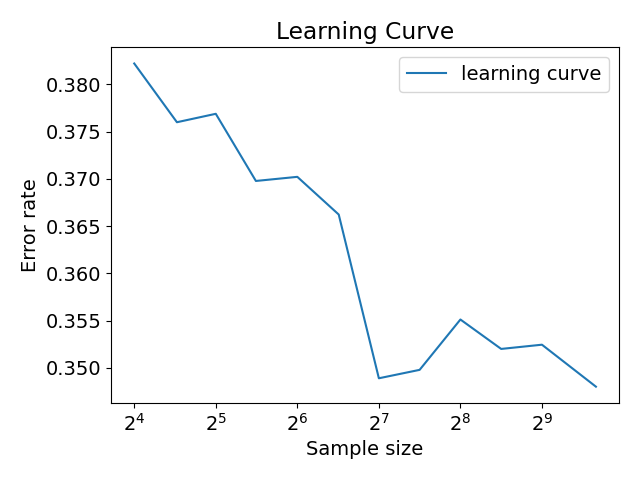 Learning Curve
learning curve
0.380
0.375
0.370
0.365
0.360
0.355
0.350
Error rate
2⁴ 2⁵ 2⁶ 2⁷ 2⁸ 2⁹
Sample size